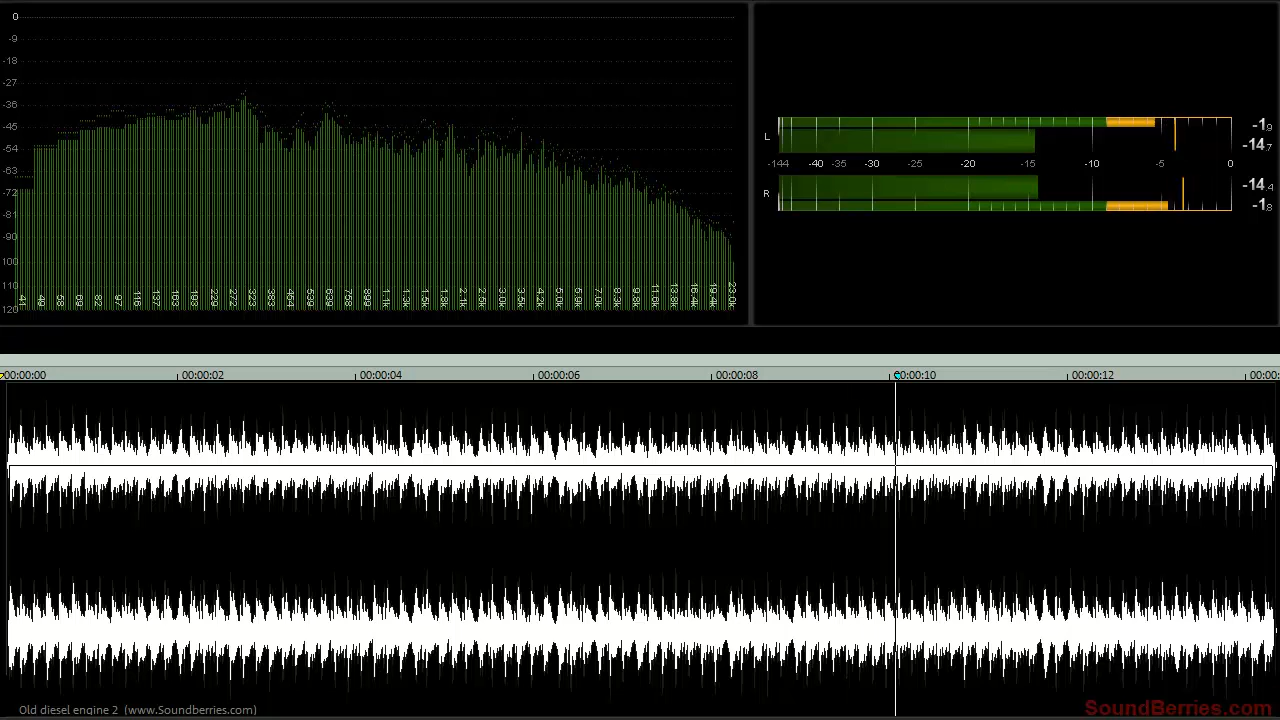 0
-9
-18
-27
-36
-45
-54
-63
-72
-81
-90
100
110
120
41 49 58 69 82 97 116 137 163 193 229 272 323 383 454 539 639 758 899 1.1k 1.3k 1.5k 1.8k 2.1k 2.5k 3.0k 3.5k 4.2k 5.0k 5.9k 7.0k 8.3k 9.8k 11.6k 13.8k 16.4k 19.4k 23.0k
-1.9
L
-14.7
-144 -40 -35 -30 -25 -20 -15 -10 -5 0
-14.4
R
-1.8
00:00:00 00:00:02 00:00:04 00:00:06 00:00:08 00:00:10 00:00:12 00:00:
Old diesel engine 2 (www.Soundberries.com)
SoundBerries.com